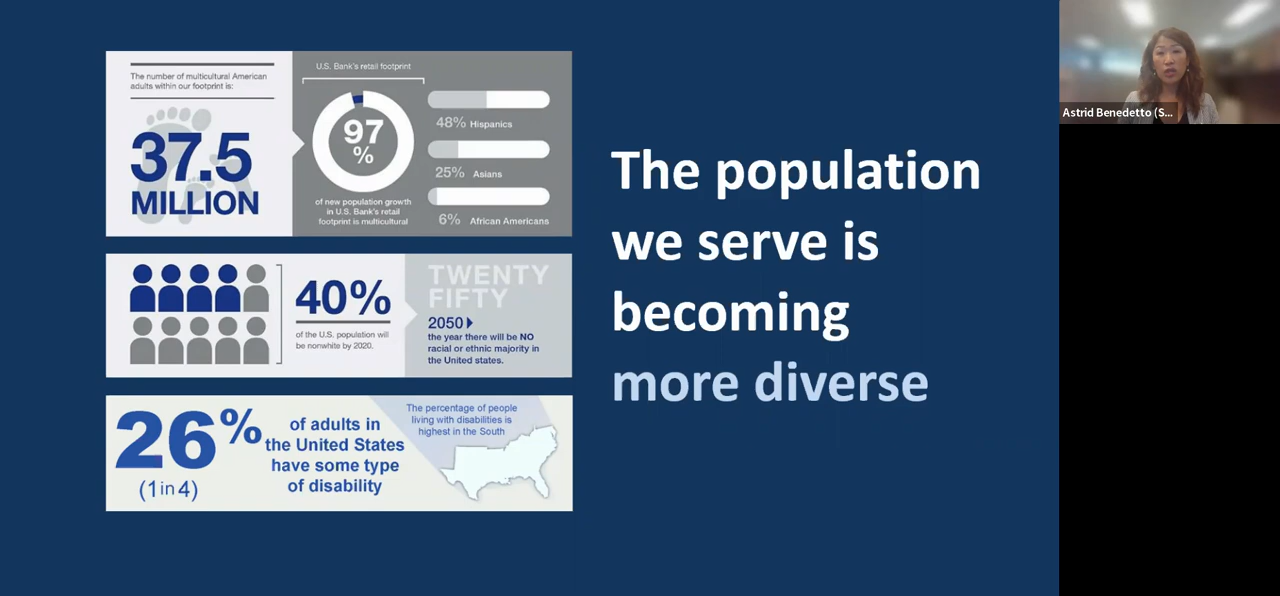 The number of multicultural American
adults within our footprint is:
37.5
MILLION
U.S. Bank's retail footprint
97
%
of new population growth
in U.S. Bank's retail
footprint is multicultural
48% Hispanics
25% Asians
6% African Americans
40%
of the U.S. population will
be nonwhite by 2020.
TWENTY
FIFTY
2050
the year there will be NO
racial or ethnic majority in
the United states.
26%
(1in4)
of adults in
the United States
have some type
of disability
The percentage of people
living with disabilities is
highest in the South
The population
we serve is
becoming
more diverse
Astrid Benedetto (S...